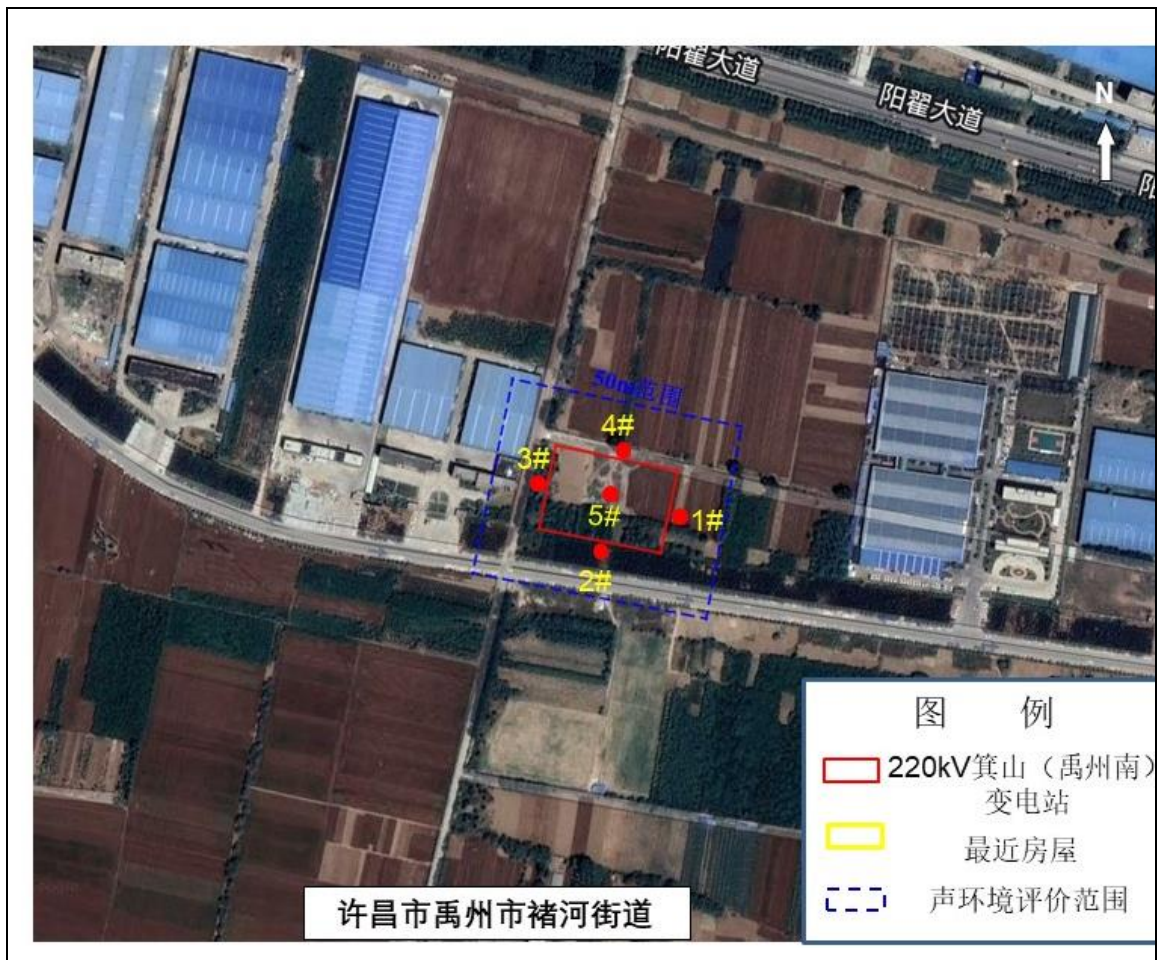 阳翟大道
阳翟大道
阳
N
50m范围
4#
3#
5#
1#
2#
图 例
220kV箕山（禹州南）
变电站
最近房屋
声环境评价范围
许昌市禹州市褚河街道